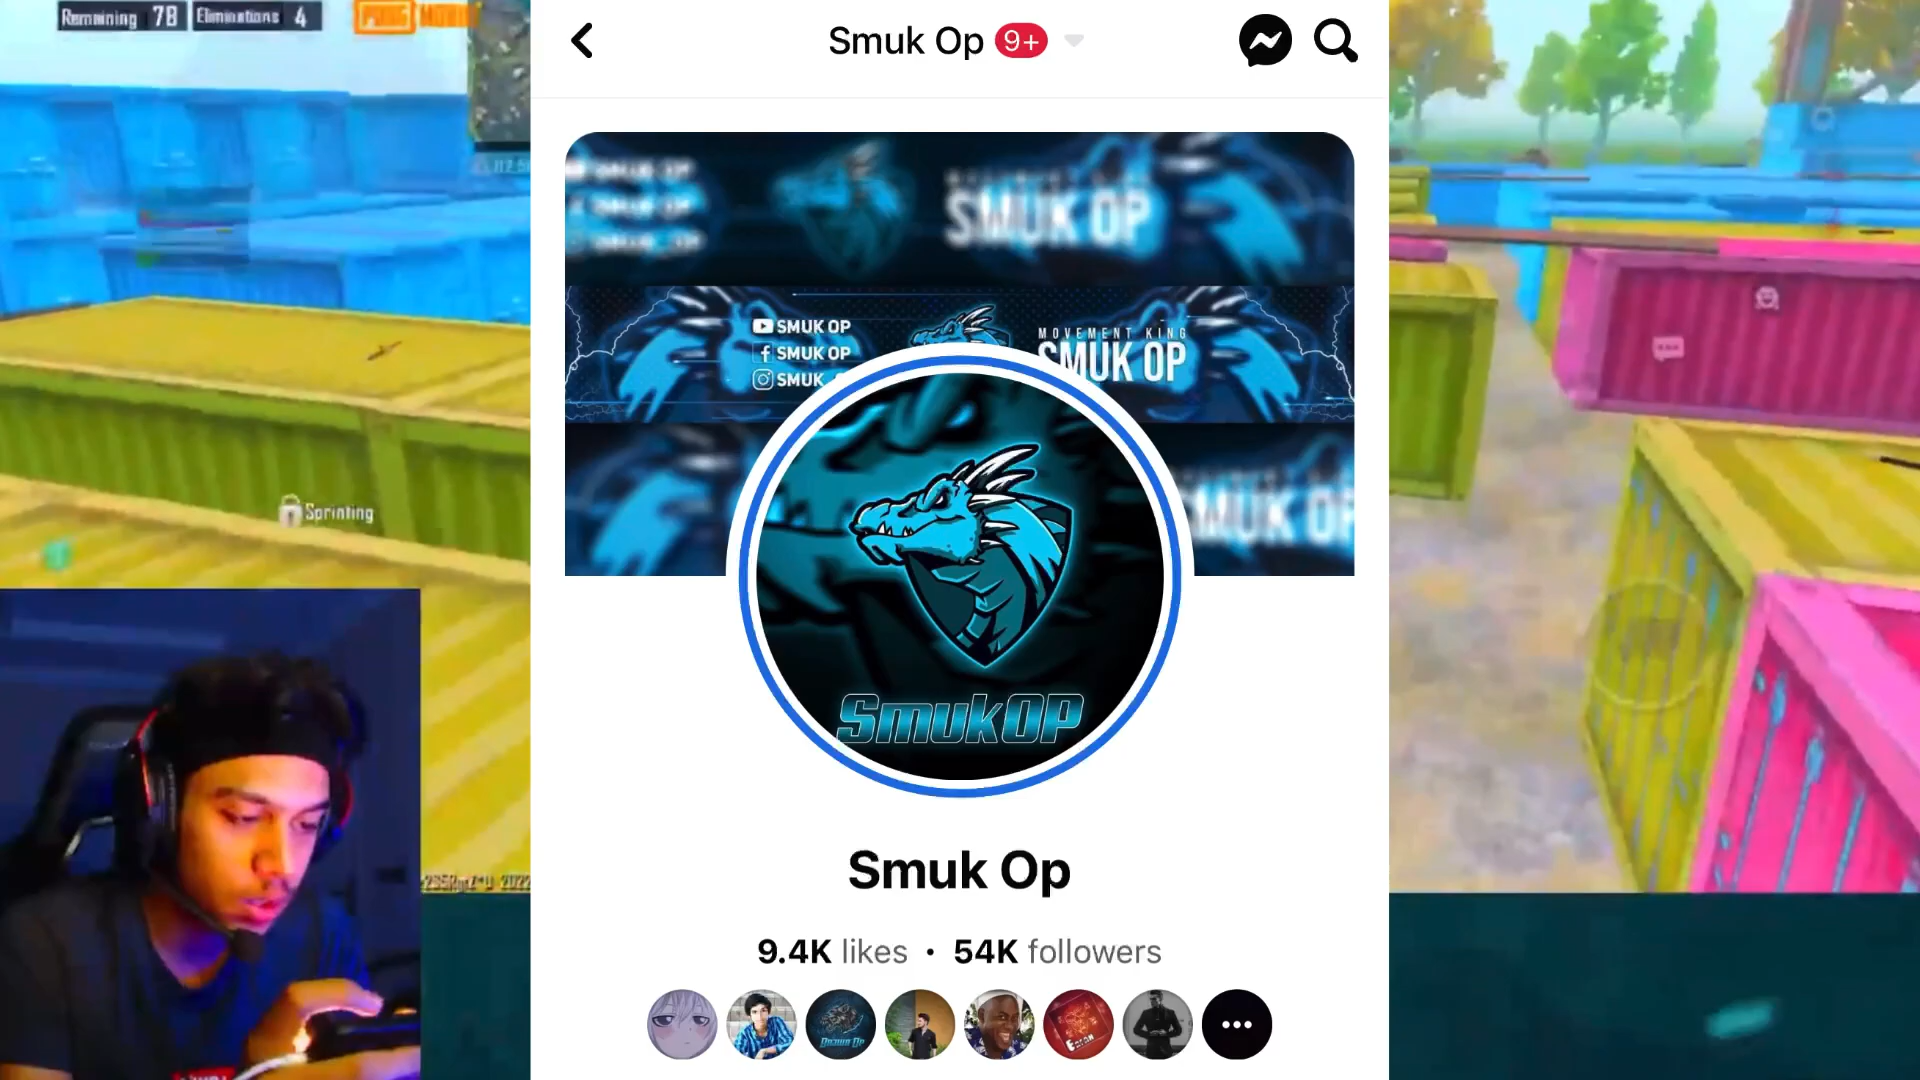 Remaining 78 Eliminations 4
Smuk Op 9+
SMUK OP
SMUK OP
SMUK OP
SMUK
MOVEMENT KING
SMUK OP
SMUK OP
SmukOP
Sprinting
Smuk Op
9.4K likes • 54K followers